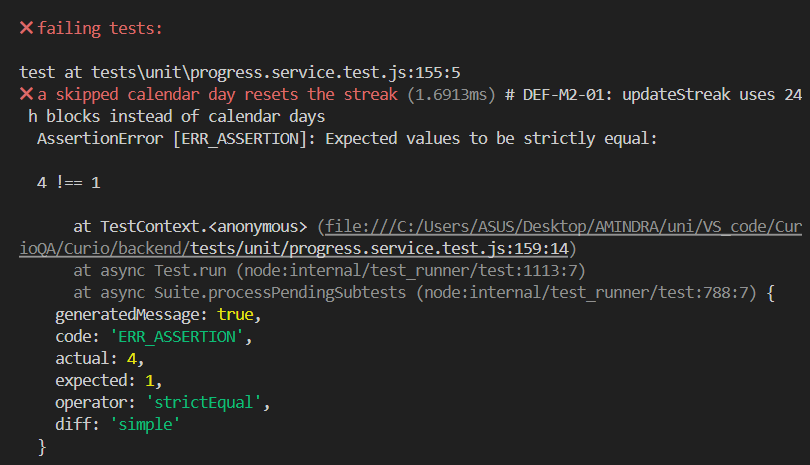 ❌failing tests:
test at tests\unit\progress.service.test.js:155:5
❌a skipped calendar day resets the streak (1.6913ms) # DEF-M2-01: updateStreak uses 24
h blocks instead of calendar days
AssertionError [ERR_ASSERTION]: Expected values to be strictly equal:
4 !== 1
at TestContext.<anonymous> (file:///C:/Users/ASUS/Desktop/AMINDRA/uni/VS_code/Cur
ioQA/Curio/backend/tests/unit/progress.service.test.js:159:14)
at async Test.run (node:internal/test_runner/test:1113:7)
at async Suite.processPendingSubtests (node:internal/test_runner/test:788:7) {
generatedMessage: true,
code: 'ERR_ASSERTION',
actual: 4,
expected: 1,
operator: 'strictEqual',
diff: 'simple'
}